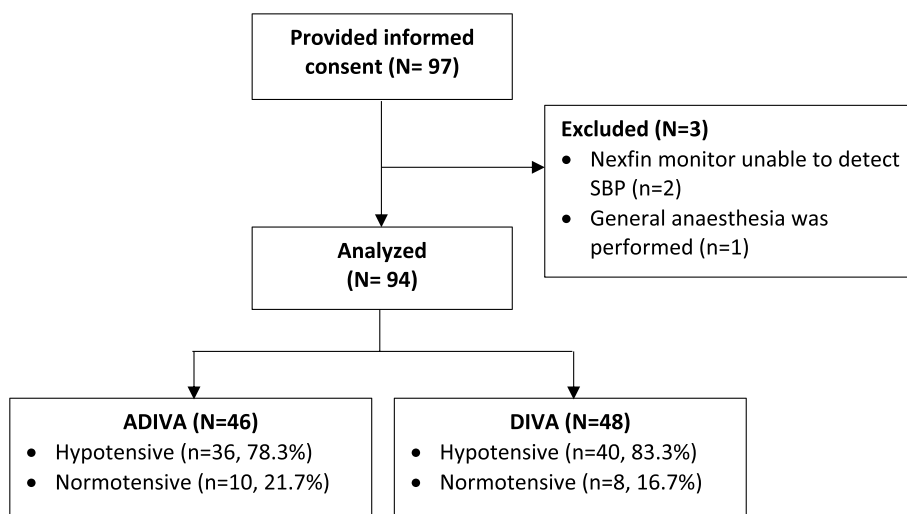 Provided informed
consent (N= 97)
Excluded (N=3)
• Nexfin monitor unable to detect
SBP (n=2)
• General anaesthesia was
performed (n=1)
Analyzed
(N= 94)
ADIVA (N=46)
• Hypotensive (n=36, 78.3%)
• Normotensive (n=10, 21.7%)
DIVA (N=48)
• Hypotensive (n=40, 83.3%)
• Normotensive (n=8, 16.7%)